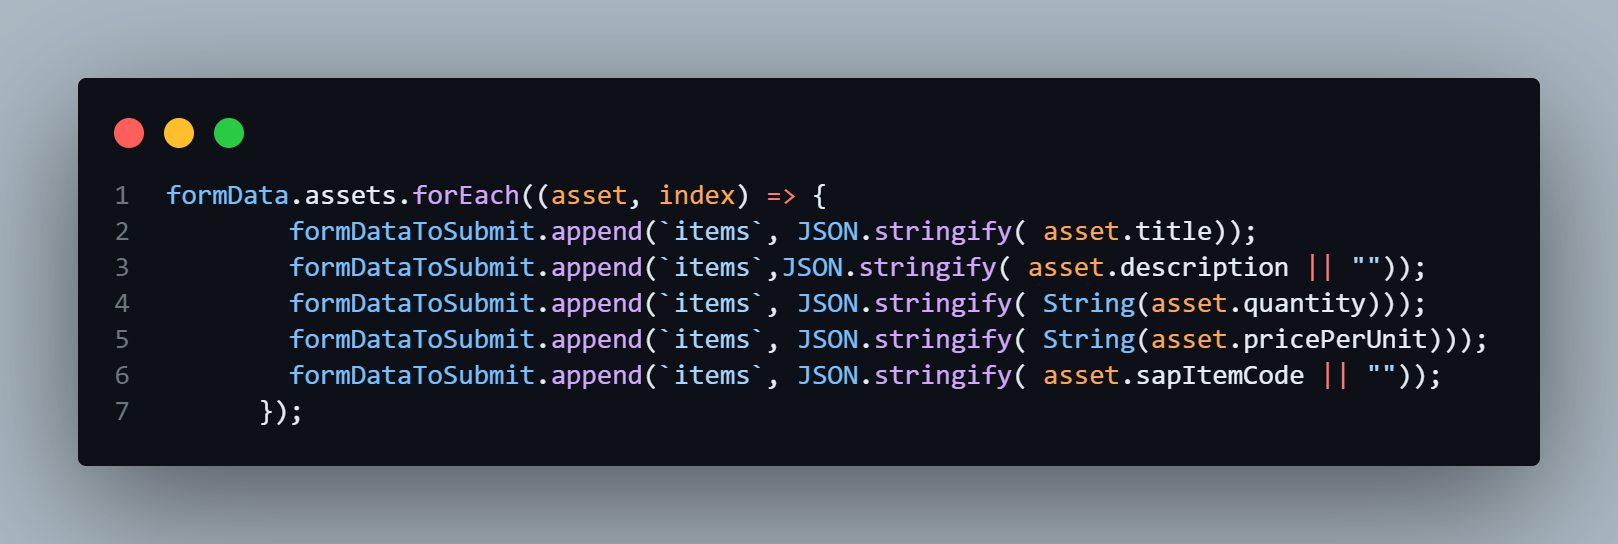 1 formData.assets.forEach((asset, index) => {
2 formDataToSubmit.append(`items`, JSON.stringify( asset.title));
3 formDataToSubmit.append(`items`,JSON.stringify( asset.description || ""));
4 formDataToSubmit.append(`items`, JSON.stringify( String(asset.quantity)));
5 formDataToSubmit.append(`items`, JSON.stringify( String(asset.pricePerUnit)));
6 formDataToSubmit.append(`items`, JSON.stringify( asset.sapItemCode || ""));
7 });